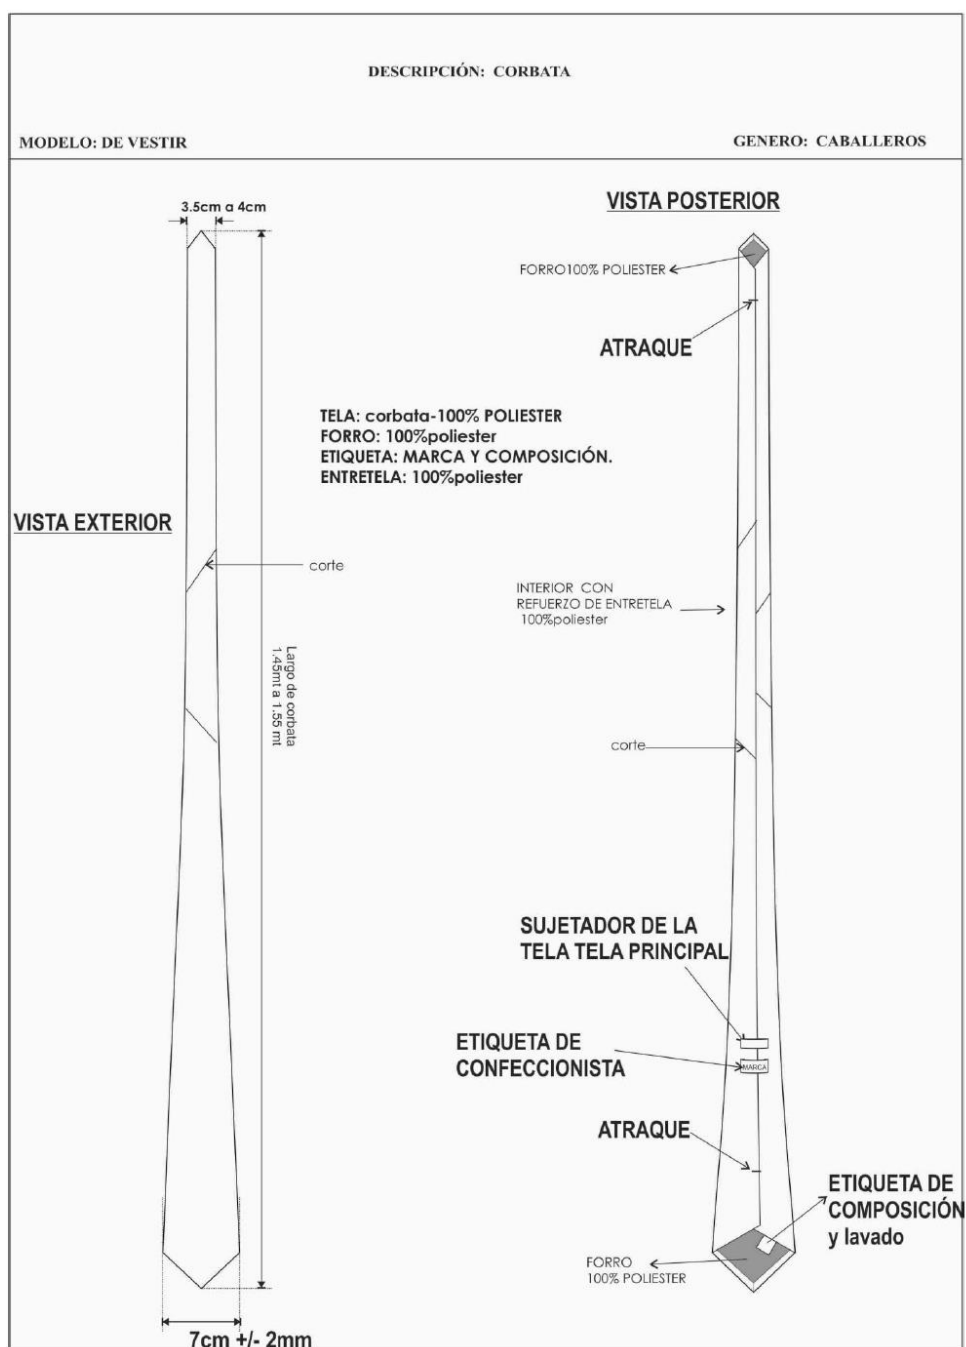 DESCRIPCIÓN: CORBATA
MODELO: DE VESTIR
GENERO: CABALLEROS
3.5cm a 4cm
VISTA POSTERIOR
FORRO100% POLIESTER
ATRAQUE
TELA: corbata-100% POLIESTER
FORRO: 100%poliester
ETIQUETA: MARCA Y COMPOSICIÓN.
ENTRETELA: 100%poliester
VISTA EXTERIOR
corte
INTERIOR CON
REFUERZO DE ENTRETELA
100%poliester
Largo de corbata
1.45mt a 1.55 mt
corte
SUJETADOR DE LA
TELA TELA PRINCIPAL
ETIQUETA DE
CONFECCIONISTA
MARCA
ATRAQUE
ETIQUETA DE
COMPOSICIÓN
y lavado
FORRO
100% POLIESTER
7cm +/- 2mm